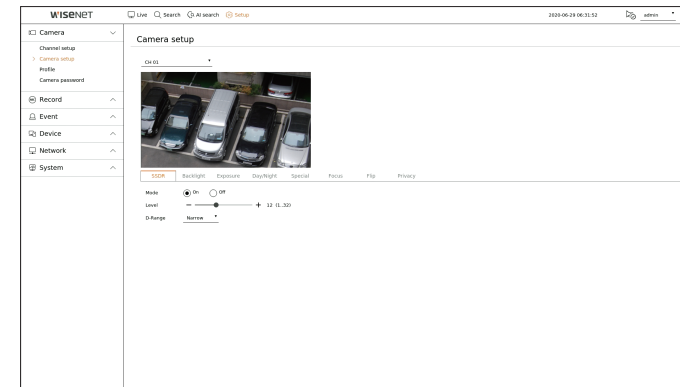 WISENET
Live Search AI search Setup 2020-06-29 06:31:52 admin
Camera
Channel setup
Camera setup
Profile
Camera password
Record
Event
Device
Network
System
Camera setup
CH 01
SSDR Backlight Exposure Day/Night Special Focus Flip Privacy
Mode On Off
Level 12 (1..32)
D-Range Narrow